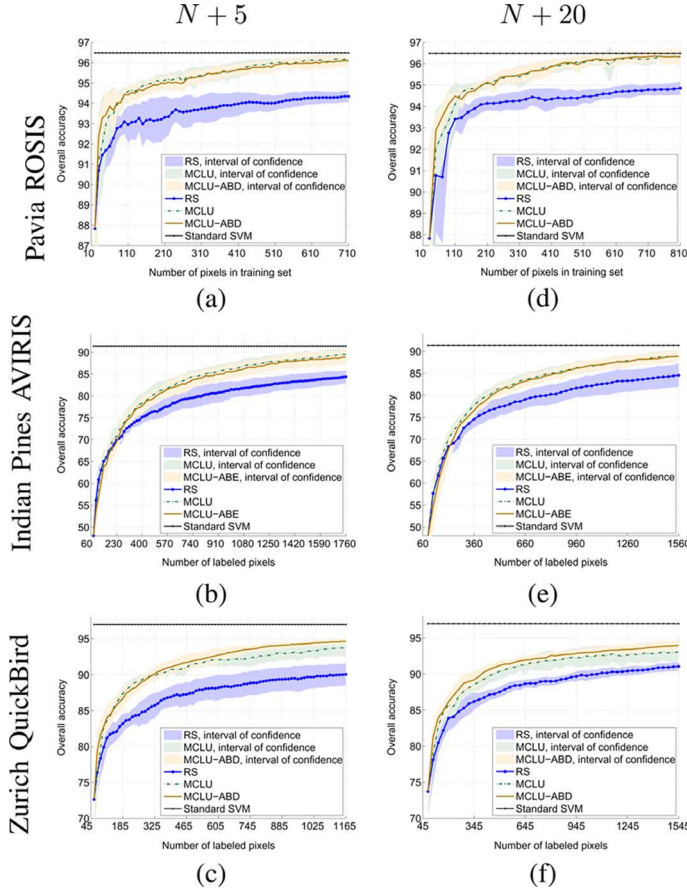 N + 5
N + 20
Pavia ROSIS
97
96
95
94
93
92
91
90
89
88
87
Overall accuracy
RS, interval of confidence
MCLU, interval of confidence
MCLU-ABD, interval of confidence
RS
MCLU
MCLU-ABD
Standard SVM
10 110 210 310 410 510 610 710
Number of pixels in training set
(a)
97
96
95
94
93
92
91
90
89
88
Overall accuracy
RS, interval of confidence
MCLU, interval of confidence
MCLU-ABD, interval of confidence
RS
MCLU
MCLU-ABD
Standard SVM
10 110 210 310 410 510 610 710 810
Number of pixels in training set
(d)
Indian Pines AVIRIS
90
85
80
75
70
65
60
55
50
Overall accuracy
RS, interval of confidence
MCLU, interval of confidence
MCLU-ABE, interval of confidence
RS
MCLU
MCLU-ABE
Standard SVM
60 230 400 570 740 910 1080 1250 1420 1590 1760
Number of labeled pixels
(b)
90
85
80
75
70
65
60
55
50
Overall accuracy
RS, interval of confidence
MCLU, interval of confidence
MCLU-ABE, interval of confidence
RS
MCLU
MCLU-ABE
Standard SVM
60 360 660 960 1260 1560
Number of labeled pixels
(e)
Zurich QuickBird
95
90
85
80
75
70
Overall accuracy
RS, interval of confidence
MCLU, interval of confidence
MCLU-ABD, interval of confidence
RS
MCLU
MCLU-ABD
Standard SVM
45 185 325 465 605 745 885 1025 1165
Number of labeled pixels
(c)
95
90
85
80
75
70
Overall accuracy
RS, interval of confidence
MCLU, interval of confidence
MCLU-ABD, interval of confidence
RS
MCLU
MCLU-ABD
Standard SVM
45 345 645 945 1245 1545
Number of labeled pixels
(f)